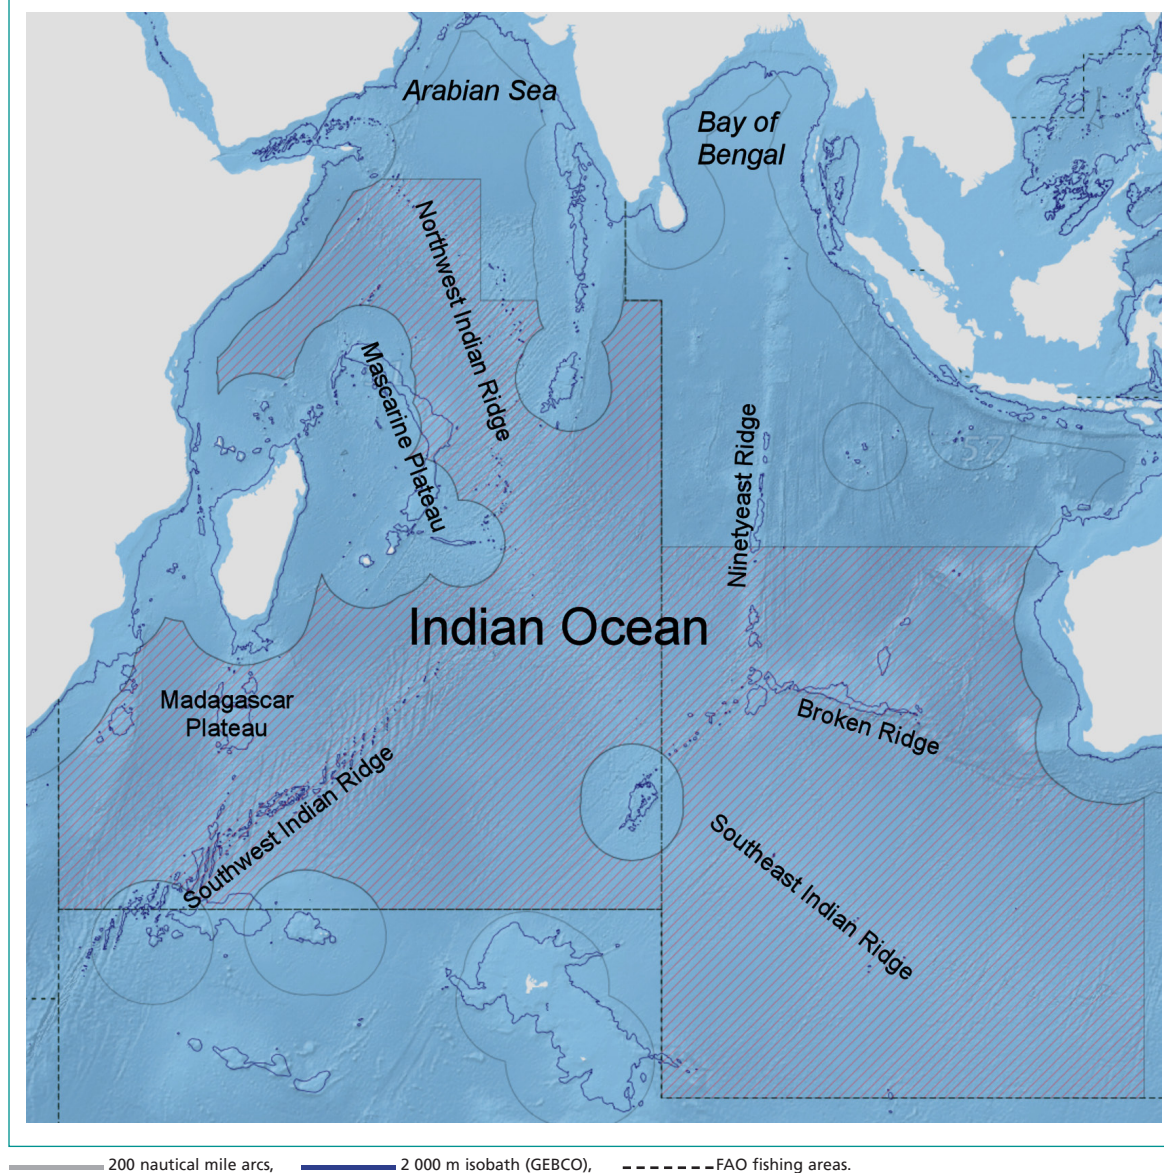 Arabian Sea
Bay of
Bengal
Northwest Indian Ridge
Mascarine Plateau
Ninetyeast Ridge
57
Indian Ocean
Madagascar
Plateau
Broken Ridge
Southwest Indian Ridge
Southeast Indian Ridge
200 nautical mile arcs, 2 000 m isobath (GEBCO), FAO fishing areas.